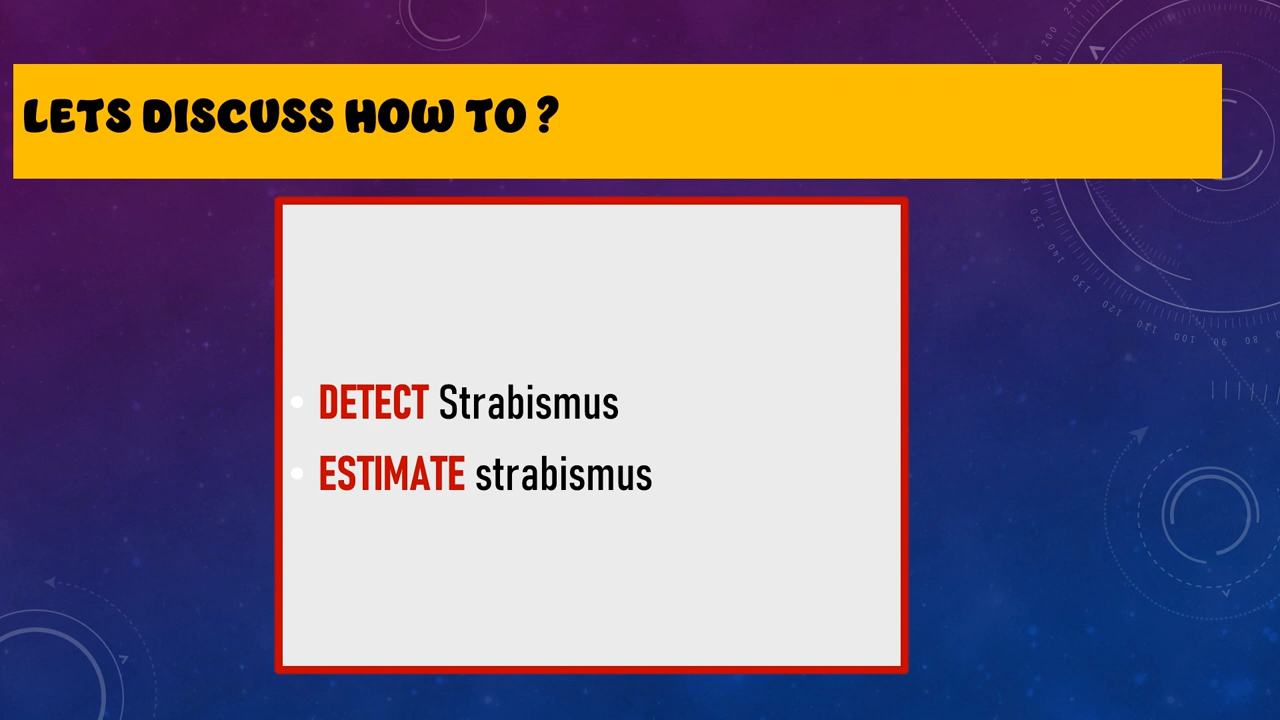 LETS DISCUSS HOW TO ?
• DETECT Strabismus
• ESTIMATE strabismus